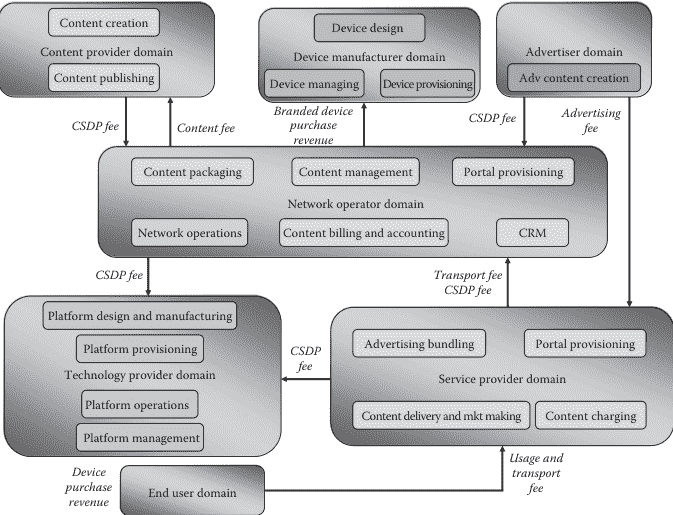 Content creation
Content provider domain
Content publishing
Device design
Device manufacturer domain
Device managing
Device provisioning
Advertiser domain
Adv content creation
CSDP fee
Content fee
Branded device
purchase
revenue
CSDP fee
Advertising
fee
Content packaging
Content management
Portal provisioning
Network operator domain
Network operations
Content billing and accounting
CRM
CSDP fee
Transport fee
CSDP fee
Platform design and manufacturing
Platform provisioning
Technology provider domain
Platform operations
Platform management
CSDP
fee
Advertising bundling
Portal provisioning
Service provider domain
Content delivery and mkt making
Content charging
Device
purchase
revenue
End user domain
Usage and
transport
fee